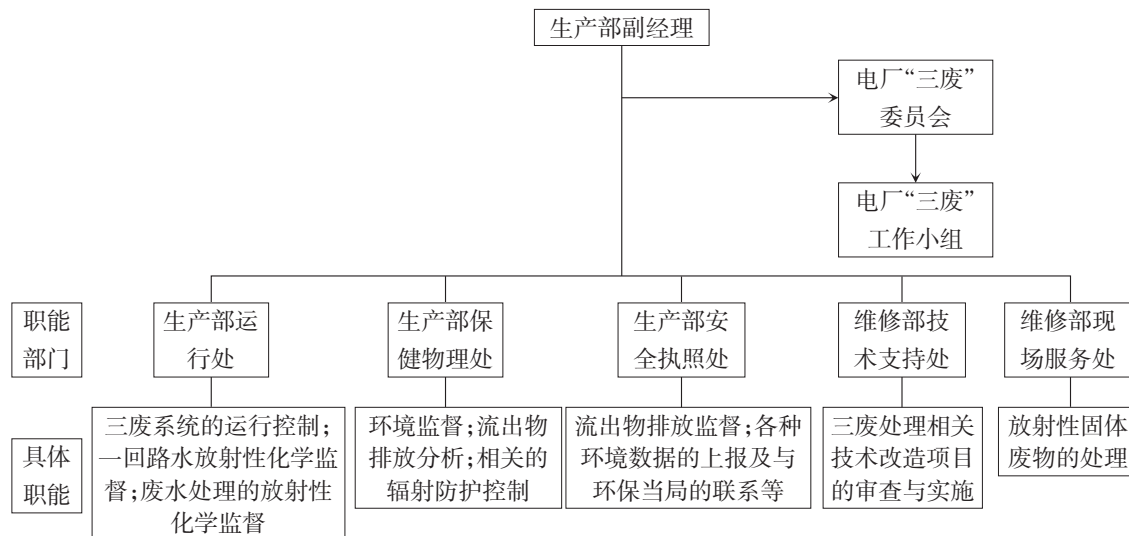 生产部副经理
电厂“三废”
委员会
电厂“三废”
工作小组
职能
部门
生产部运
行处
生产部保
健物理处
生产部安
全执照处
维修部技
术支持处
维修部现
场服务处
具体
职能
三废系统的运行控制;
一回路水放射性化学监
督;废水处理的放射性
化学监督
环境监督;流出物
排放分析;相关的
辐射防护控制
流出物排放监督;各种
环境数据的上报及与
环保当局的联系等
三废处理相关
技术改造项目
的审查与实施
放射性固体
废物的处理